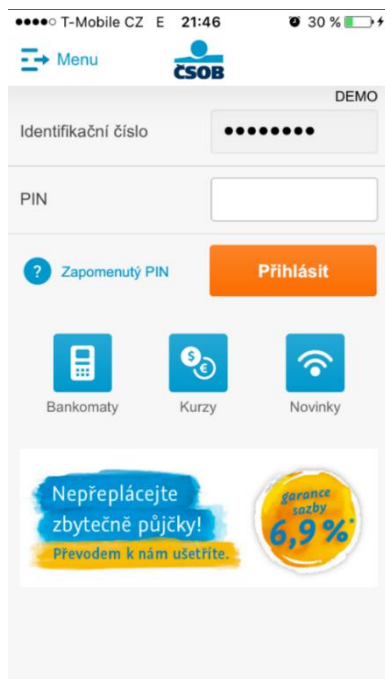 T-Mobile CZ E 21:46 30 %
Menu
ČSOB
DEMO
Identifikační číslo ••••••••
PIN
? Zapomenutý PIN
Přihlásit
Bankomaty Kurzy Novinky
Nepřeplácejte
zbytečně půjčky!
Převodem k nám ušetříte.
garance
sazby
6,9 %*